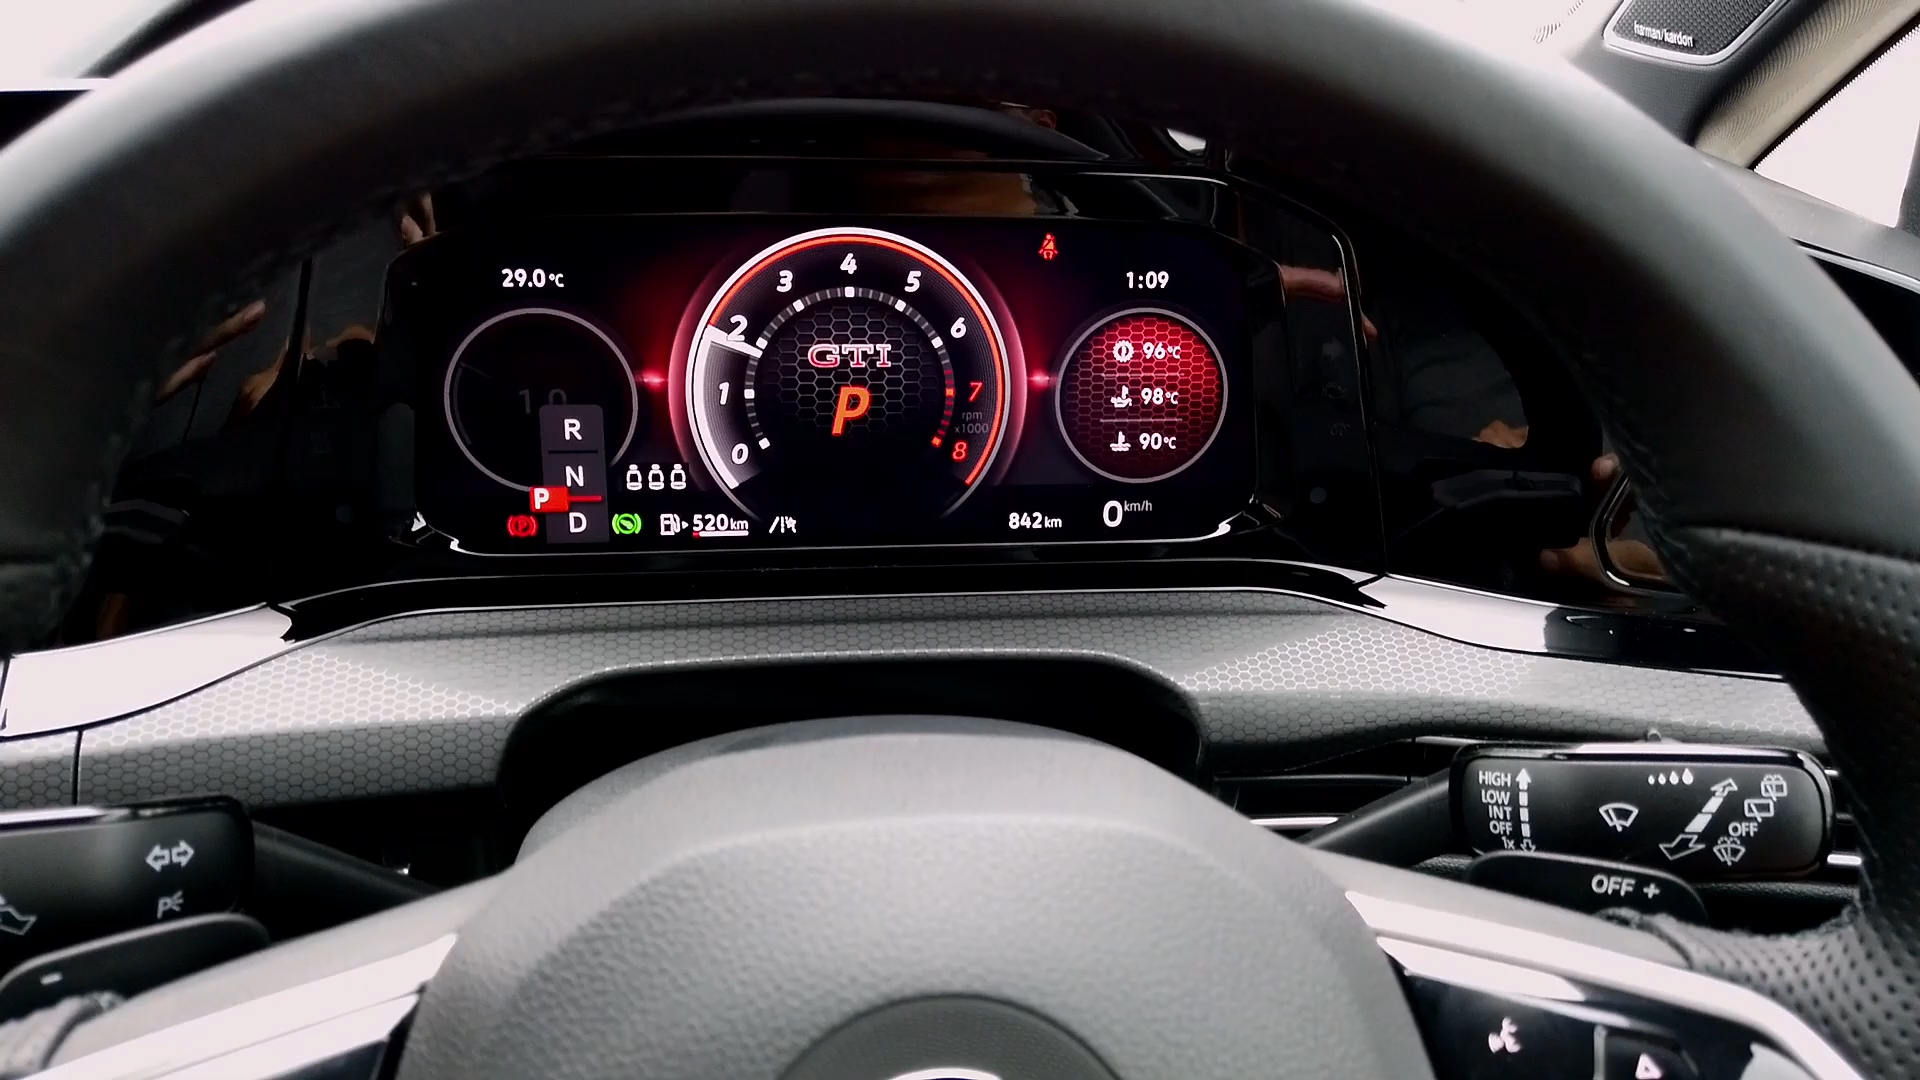 harman/kardon
29.0°C
1:09
0 1 2 3 4 5 6 7 8
rpm
x1000
GTI
P
96°C
98°C
90°C
R
N
P
D
520km
842km
0km/h
HIGH
LOW
INT
OFF
1x
OFF
OFF +
-
P